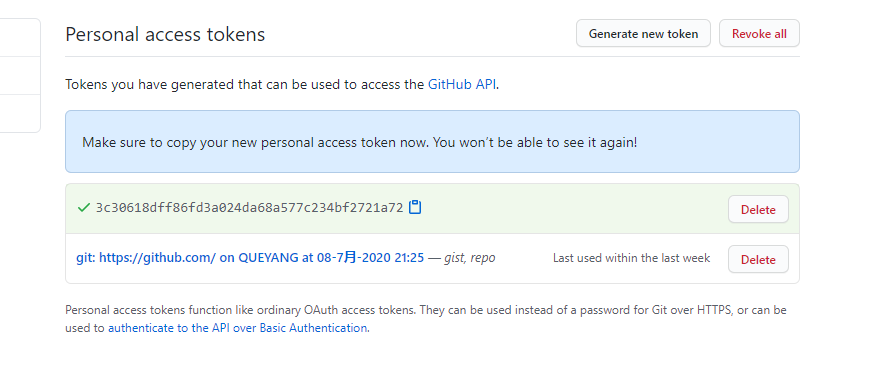 Personal access tokens
Generate new token
Revoke all
Tokens you have generated that can be used to access the GitHub API.
Make sure to copy your new personal access token now. You won't be able to see it again!
3c30618dff86fd3a024da68a577c234bf2721a72
Delete
git: https://github.com/ on QUEYANG at 08-7月-2020 21:25 — gist, repo
Last used within the last week
Delete
Personal access tokens function like ordinary OAuth access tokens. They can be used instead of a password for Git over HTTPS, or can be
used to authenticate to the API over Basic Authentication.